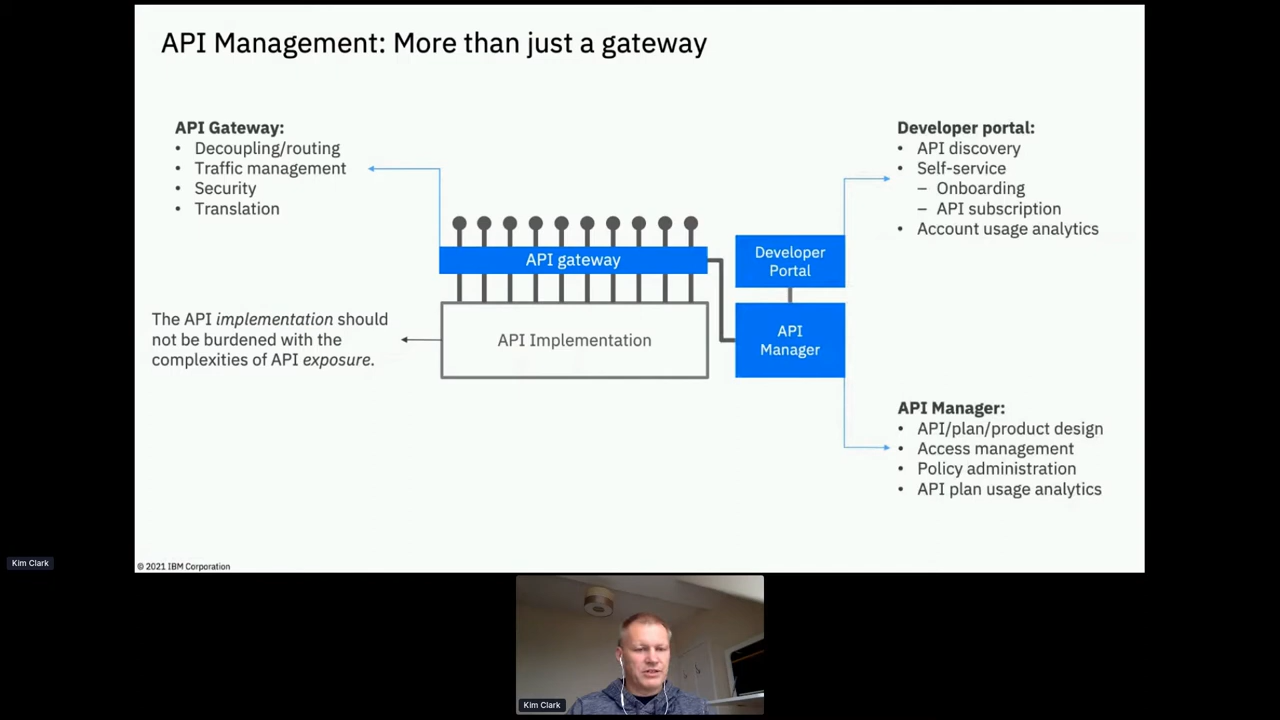 API Management: More than just a gateway
API Gateway:
• Decoupling/routing
• Traffic management
• Security
• Translation
Developer portal:
• API discovery
• Self-service
– Onboarding
– API subscription
• Account usage analytics
API gateway
Developer
Portal
The API implementation should
not be burdened with the
complexities of API exposure.
API Implementation
API
Manager
API Manager:
• API/plan/product design
• Access management
• Policy administration
• API plan usage analytics
Kim Clark
© 2021 IBM Corporation
Kim Clark